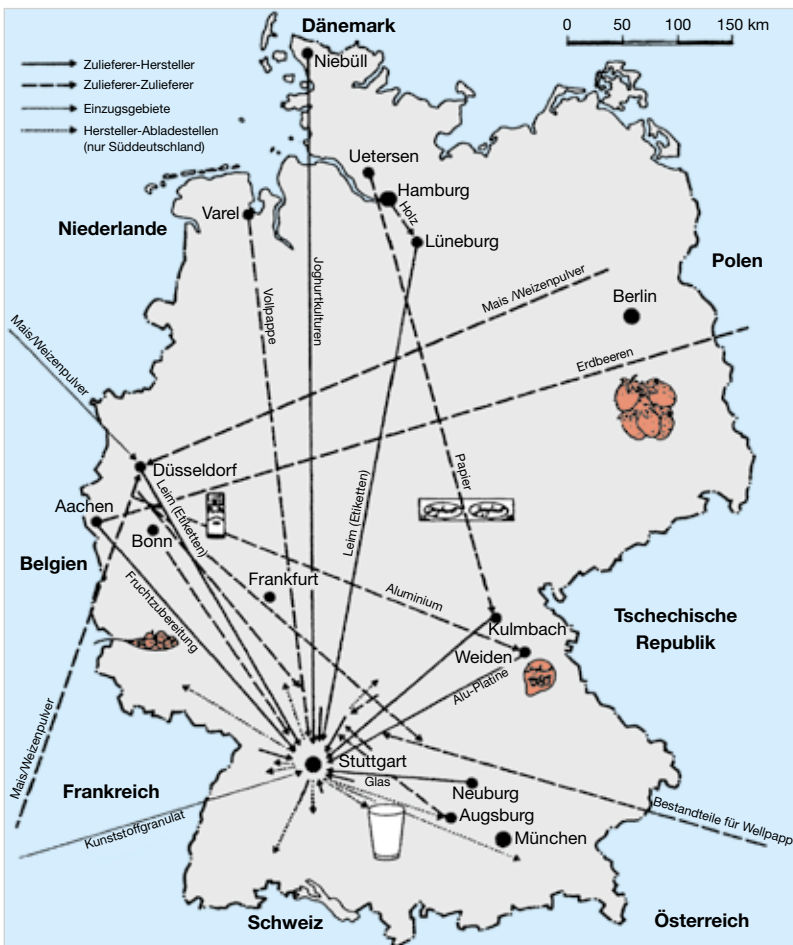 Dänemark
0 50 100 150 km
Niebüll
Zulieferer-Hersteller
Zulieferer-Zulieferer
Einzugsgebiete
Hersteller-Abladestellen
(nur Süddeutschland)
Uetersen
Hamburg
Holz
Varel
Niederlande
Lüneburg
Polen
Vollpappe
Joghurtkulturen
Mais /Weizenpulver
Berlin
Mais/Weizenpulver
Erdbeeren
Düsseldorf
Leim (Etiketten)
Papier
Leim (Etiketten)
Aachen
Bonn
Belgien
Frankfurt
Aluminium
Fruchtzubereitung
Kulmbach
Tschechische
Republik
Weiden
Alu-Platine
Mais/Weizenpulver
Stuttgart
Glas
Frankreich
Neuburg
Augsburg
Kunststoffgranulat
München
Bestandteile für Wellpapp
Schweiz
Österreich